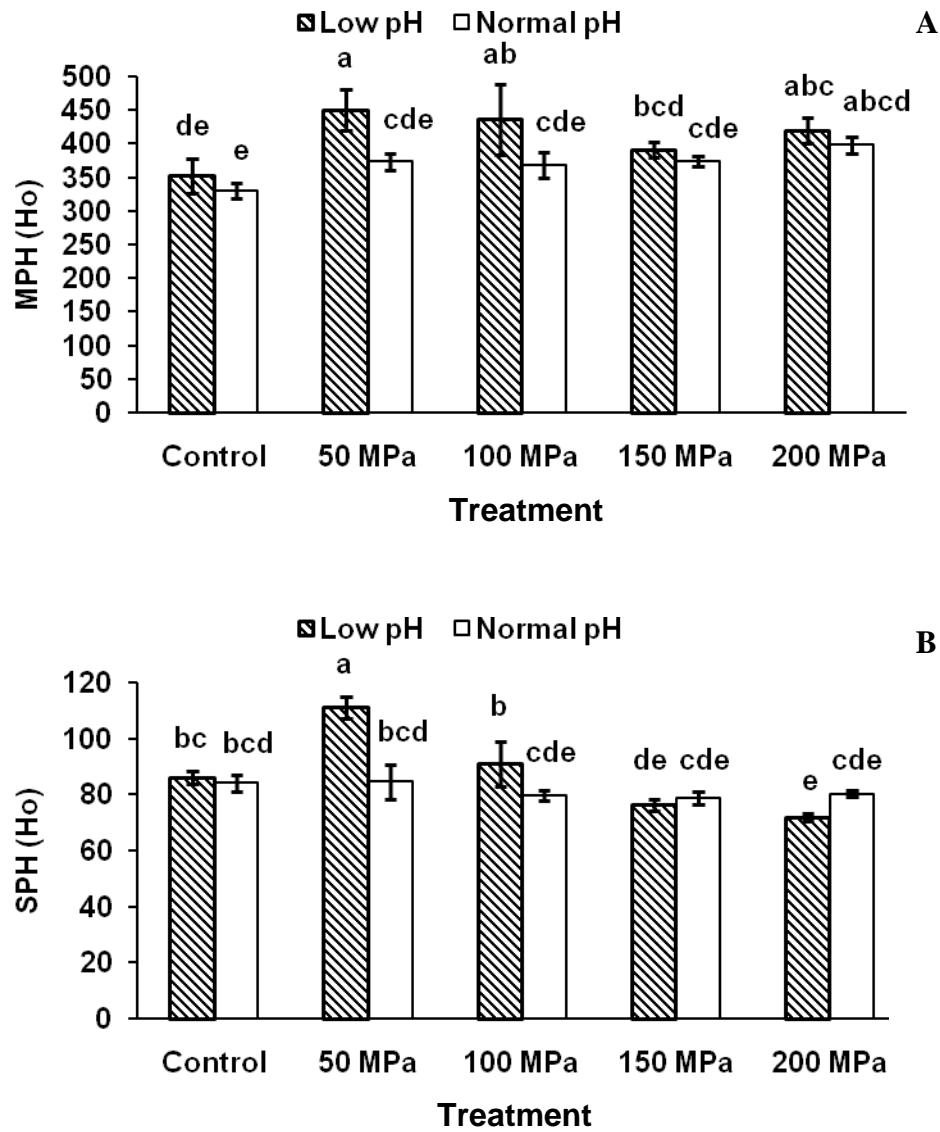 Low pH Normal pH
A
a
ab
abc
abcd
de
e
cde
cde
bcd
cde
MPH (Ho)
500
450
400
350
300
250
200
150
100
50
0
Control 50 MPa 100 MPa 150 MPa 200 MPa
Treatment
Low pH Normal pH
B
a
b
bc
bcd
bcd
cde
de
cde
e
cde
SPH (Ho)
120
100
80
60
40
20
0
Control 50 MPa 100 MPa 150 MPa 200 MPa
Treatment